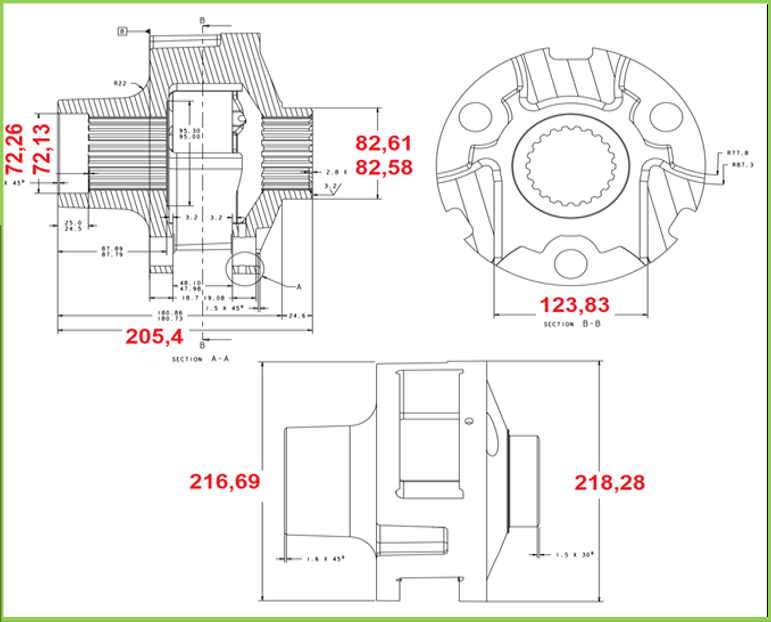 B
B
R22
72,26
72,13
95.30
95.00
82,61
82,58
2.8 X
3.2
X 45°
3.2 3.2
25.0
24.5
87.89
87.79
48.10
47.98
18.7 19.08
A
1.5 X 45°
180.86
180.73
24.6
205,4
B
SECTION A-A
R77.8
R87.3
123,83
SECTION B-B
216,69
218,28
1.6 X 45°
1.5 X 30°